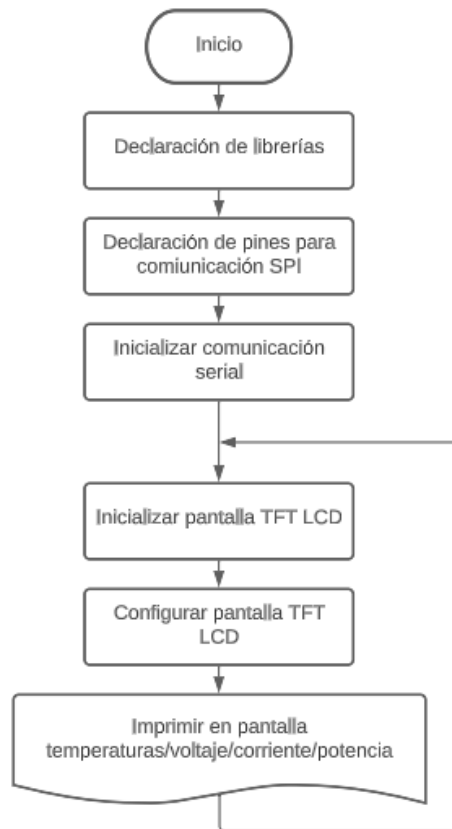 Inicio
Declaración de librerías
Declaración de pines para
comiunicación SPI
Inicializar comunicación
serial
Inicializar pantalla TFT LCD
Configurar pantalla TFT
LCD
Imprimir en pantalla
temperaturas/voltaje/corriente/potencia